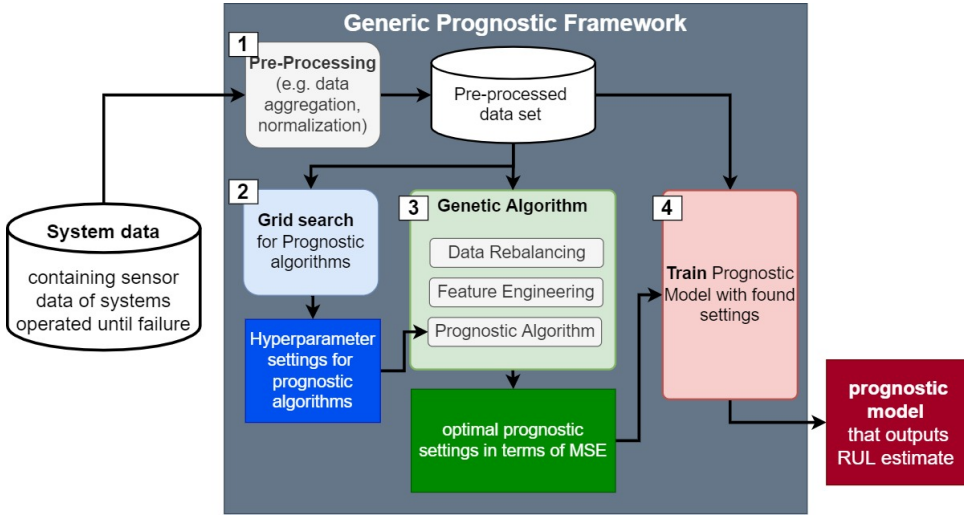 Generic Prognostic Framework
1
Pre-Processing
(e.g. data
aggregation,
normalization)
Pre-processed
data set
2
Grid search
for Prognostic
algorithms
3
Genetic Algorithm
Data Rebalancing
Feature Engineering
Prognostic Algorithm
4
Train Prognostic
Model with found
settings
System data
containing sensor
data of systems
operated until failure
Hyperparameter
settings for
prognostic
algorithms
optimal prognostic
settings in terms of MSE
prognostic
model
that outputs
RUL estimate